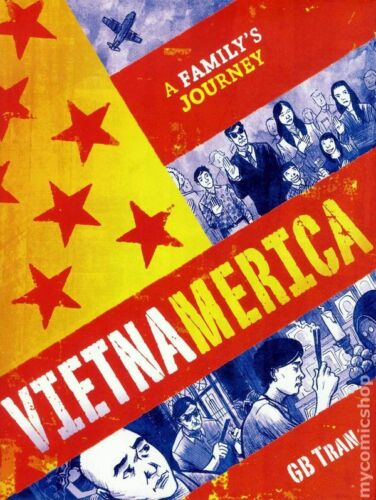 A FAMILY'S
JOURNEY
VIETNAMERICA
GB TRAN
mycomicshop